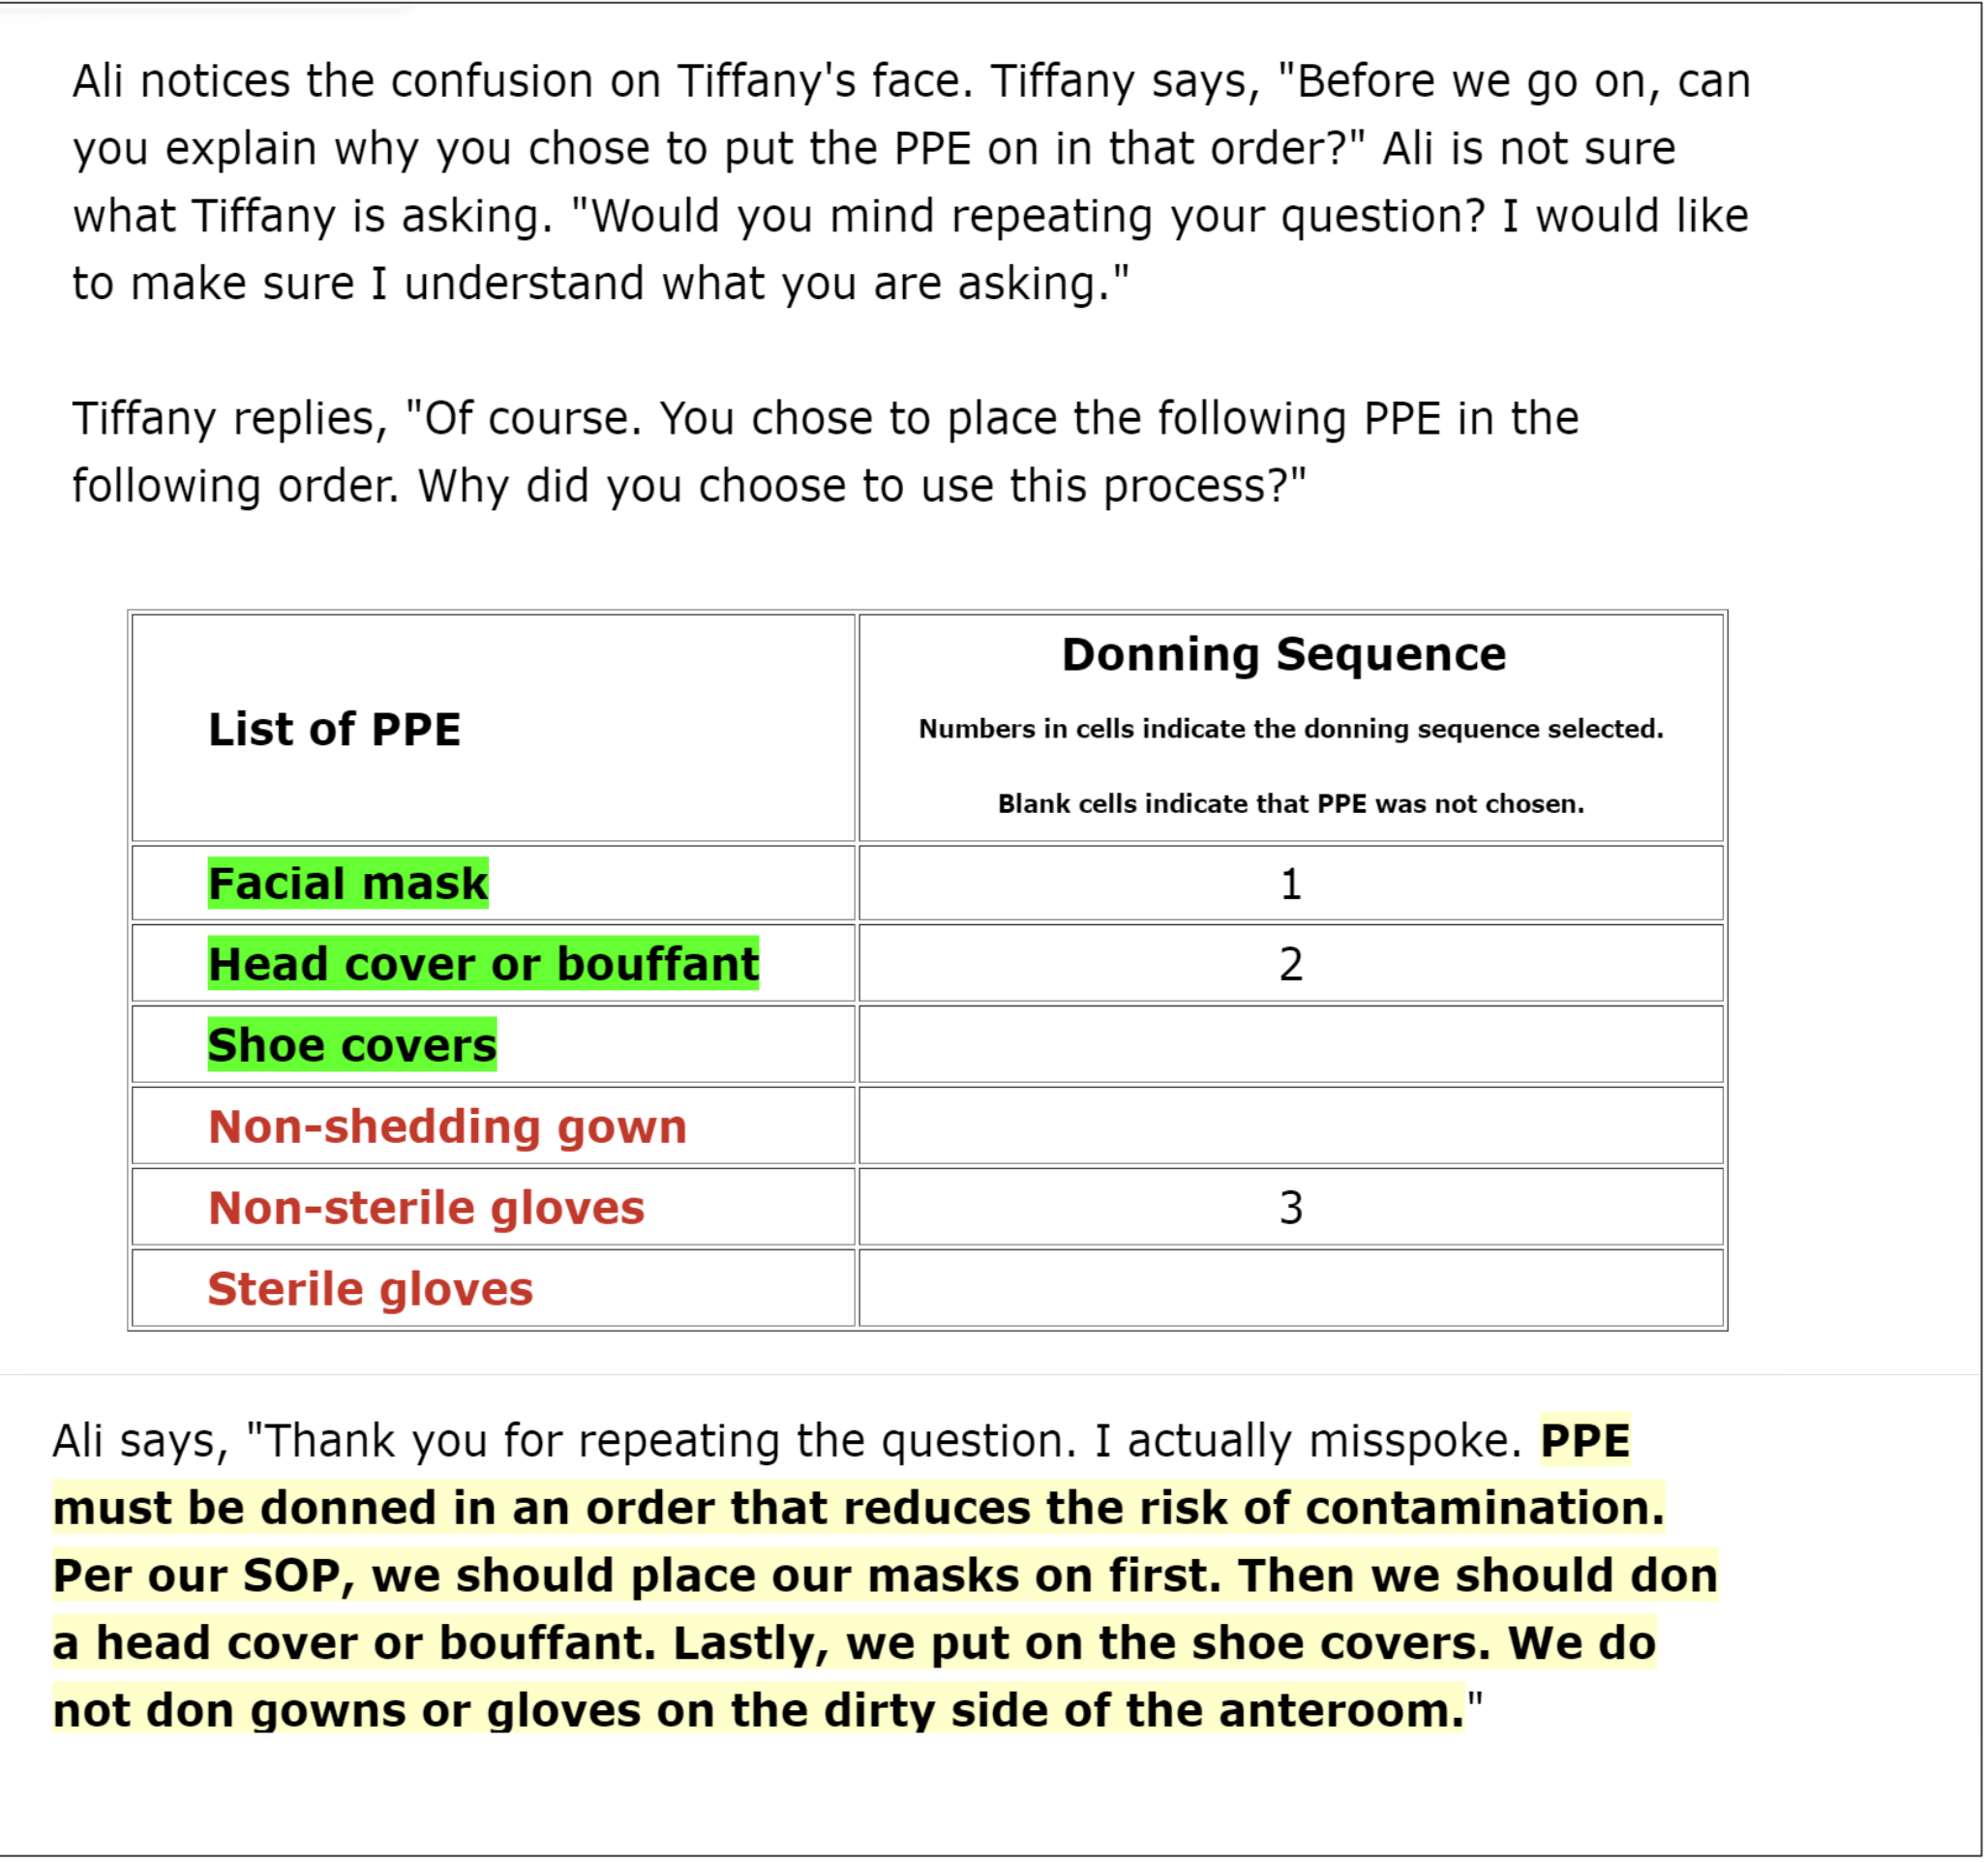 Ali notices the confusion on Tiffany's face. Tiffany says, "Before we go on, can
you explain why you chose to put the PPE on in that order?" Ali is not sure
what Tiffany is asking. "Would you mind repeating your question? I would like
to make sure I understand what you are asking."
Tiffany replies, "Of course. You chose to place the following PPE in the
following order. Why did you choose to use this process?"
List of PPE
Donning Sequence
Numbers in cells indicate the donning sequence selected.
Blank cells indicate that PPE was not chosen.
Facial mask 1
Head cover or bouffant 2
Shoe covers
Non-shedding gown
Non-sterile gloves 3
Sterile gloves
Ali says, "Thank you for repeating the question. I actually misspoke. PPE
must be donned in an order that reduces the risk of contamination.
Per our SOP, we should place our masks on first. Then we should don
a head cover or bouffant. Lastly, we put on the shoe covers. We do
not don gowns or gloves on the dirty side of the anteroom."